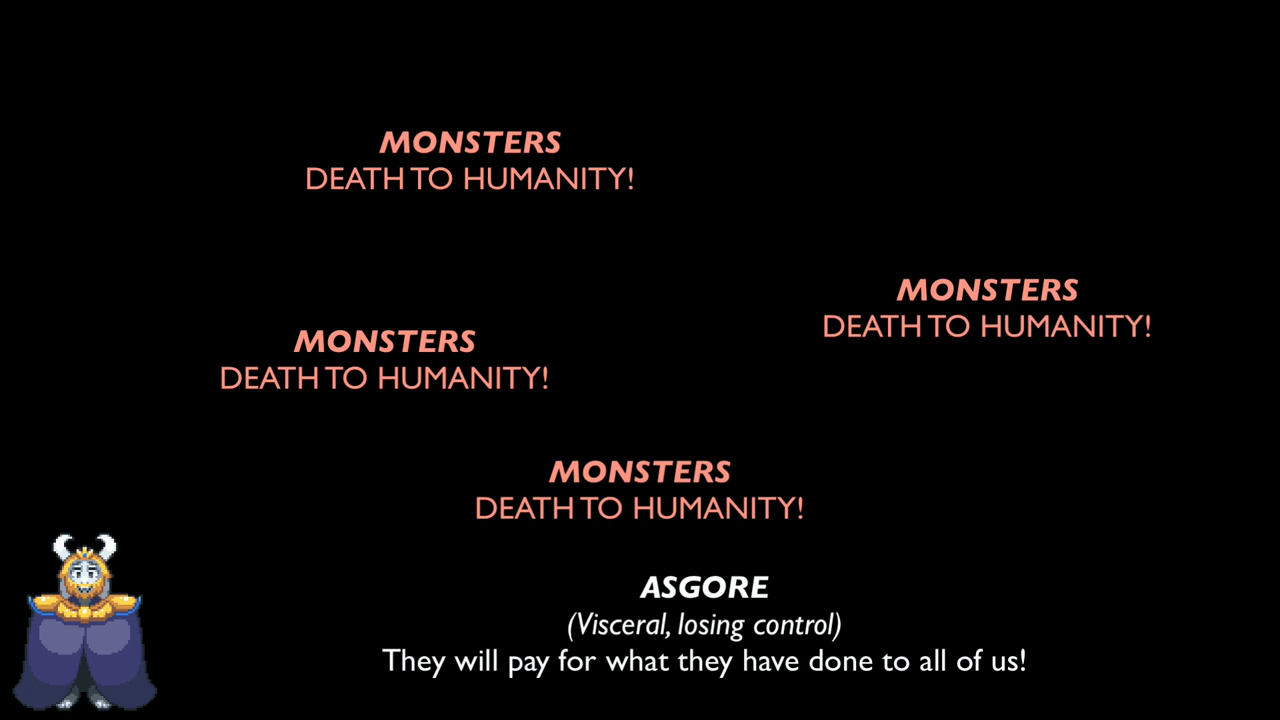 MONSTERS
DEATH TO HUMANITY!
MONSTERS
DEATH TO HUMANITY!
MONSTERS
DEATH TO HUMANITY!
MONSTERS
DEATH TO HUMANITY!
ASGORE
(Visceral, losing control)
They will pay for what they have done to all of us!